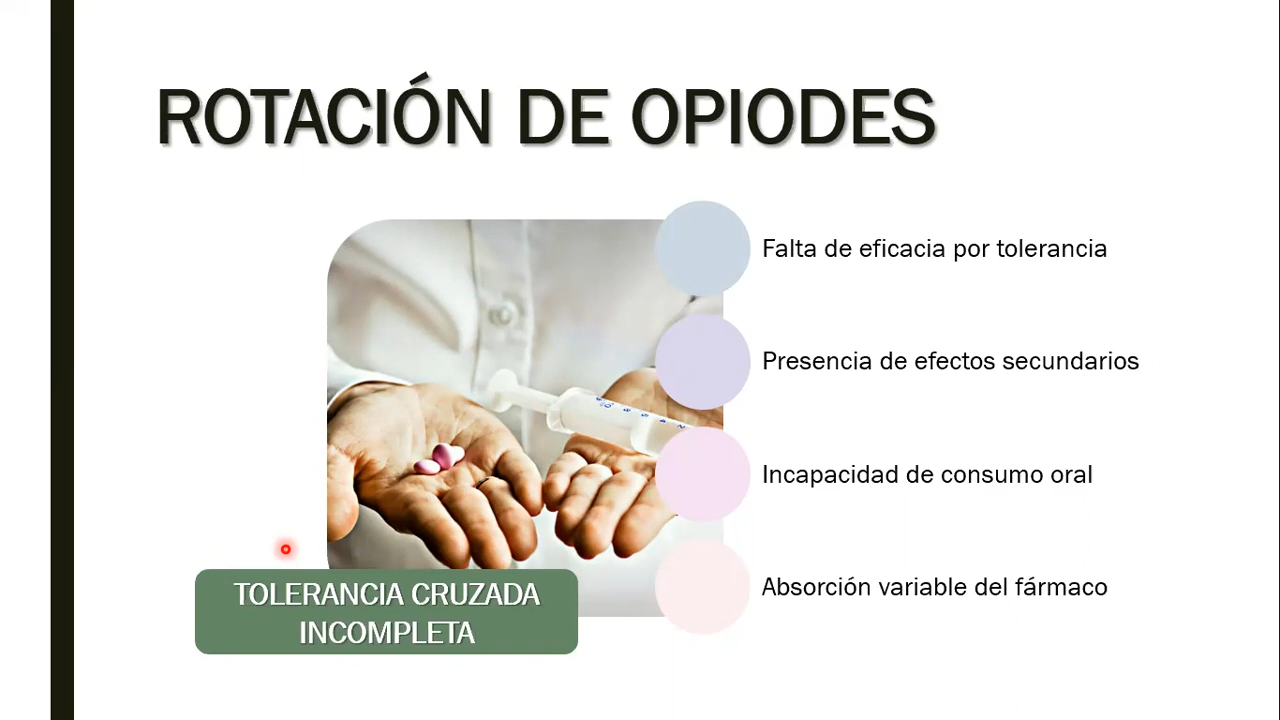 ROTACIÓN DE OPIODES
Falta de eficacia por tolerancia
Presencia de efectos secundarios
Incapacidad de consumo oral
Absorción variable del fármaco
TOLERANCIA CRUZADA
INCOMPLETA